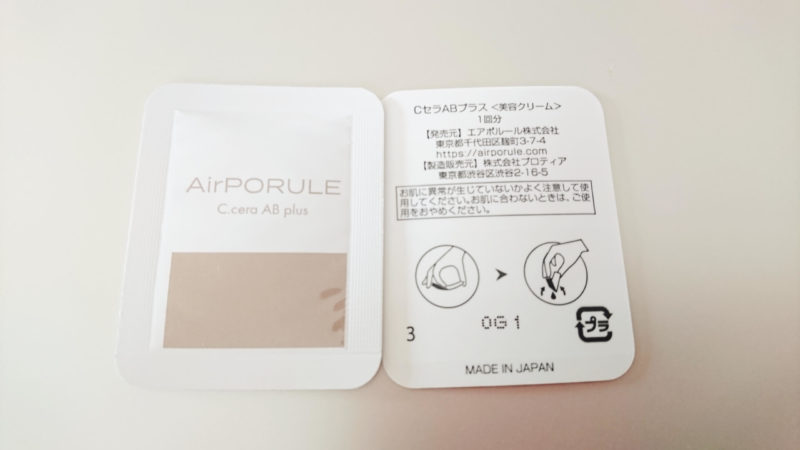 AirPORULE
C.cera AB plus
CセラABプラス <美容クリーム>
1回分
【発売元】エアポルール株式会社
東京都千代田区麹町3-7-4
https://airporule.com
【製造販売元】株式会社プロティア
東京都渋谷区渋谷2-16-5
お肌に異常が生じていないかよく注意して使
用してください。お肌に合わないときは、ご使
用をおやめください。
3
0G1
プラ
MADE IN JAPAN